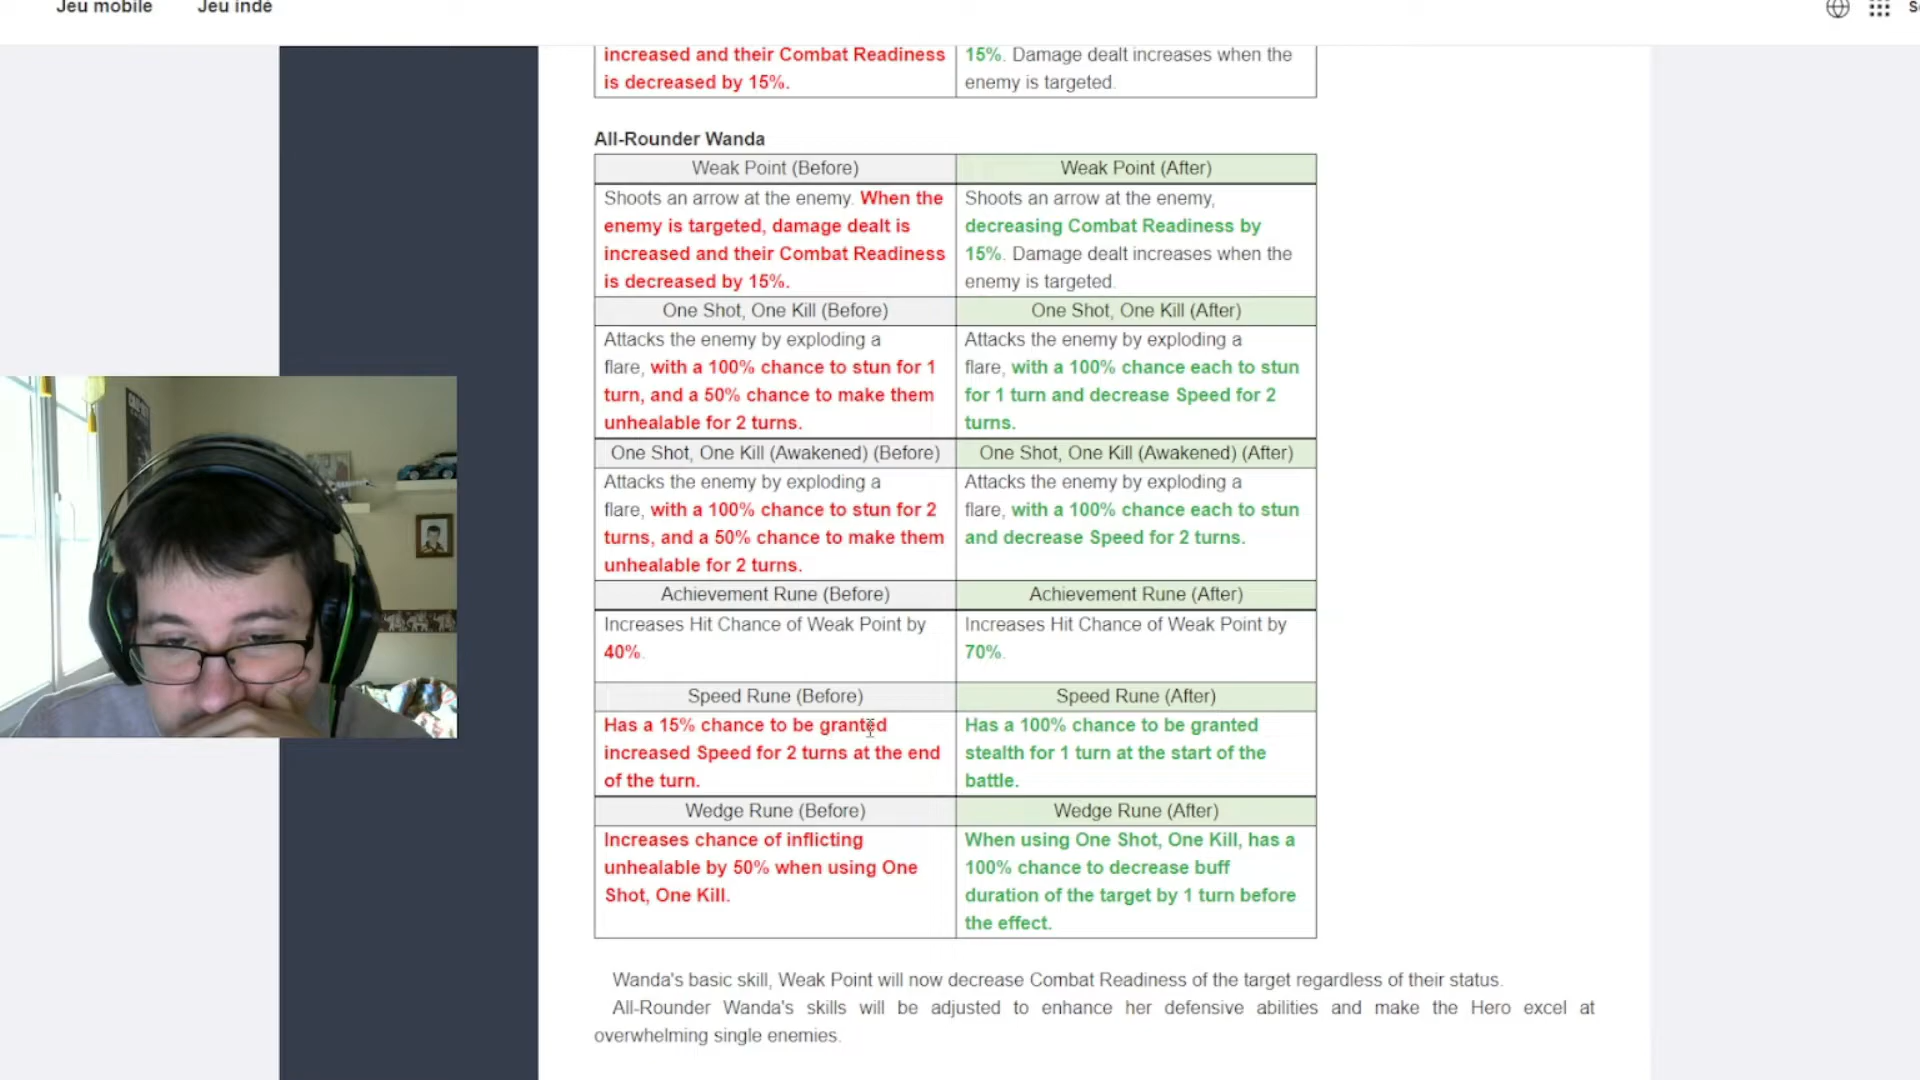 Jeu mobile
Jeu indé
increased and their Combat Readiness
is decreased by 15%.
15%. Damage dealt increases when the
enemy is targeted.
All-Rounder Wanda
Weak Point (Before)
Weak Point (After)
Shoots an arrow at the enemy. When the
enemy is targeted, damage dealt is
increased and their Combat Readiness
is decreased by 15%.
Shoots an arrow at the enemy,
decreasing Combat Readiness by
15%. Damage dealt increases when the
enemy is targeted.
One Shot, One Kill (Before)
One Shot, One Kill (After)
Attacks the enemy by exploding a
flare, with a 100% chance to stun for 1
turn, and a 50% chance to make them
unhealable for 2 turns.
Attacks the enemy by exploding a
flare, with a 100% chance each to stun
for 1 turn and decrease Speed for 2
turns.
One Shot, One Kill (Awakened) (Before)
One Shot, One Kill (Awakened) (After)
Attacks the enemy by exploding a
flare, with a 100% chance to stun for 2
turns, and a 50% chance to make them
unhealable for 2 turns.
Attacks the enemy by exploding a
flare, with a 100% chance each to stun
and decrease Speed for 2 turns.
Achievement Rune (Before)
Achievement Rune (After)
Increases Hit Chance of Weak Point by
40%.
Increases Hit Chance of Weak Point by
70%.
Speed Rune (Before)
Speed Rune (After)
Has a 15% chance to be granted
increased Speed for 2 turns at the end
of the turn.
Has a 100% chance to be granted
stealth for 1 turn at the start of the
battle.
Wedge Rune (Before)
Wedge Rune (After)
Increases chance of inflicting
unhealable by 50% when using One
Shot, One Kill.
When using One Shot, One Kill, has a
100% chance to decrease buff
duration of the target by 1 turn before
the effect.
Wanda's basic skill, Weak Point will now decrease Combat Readiness of the target regardless of their status.
All-Rounder Wanda's skills will be adjusted to enhance her defensive abilities and make the Hero excel at
overwhelming single enemies.